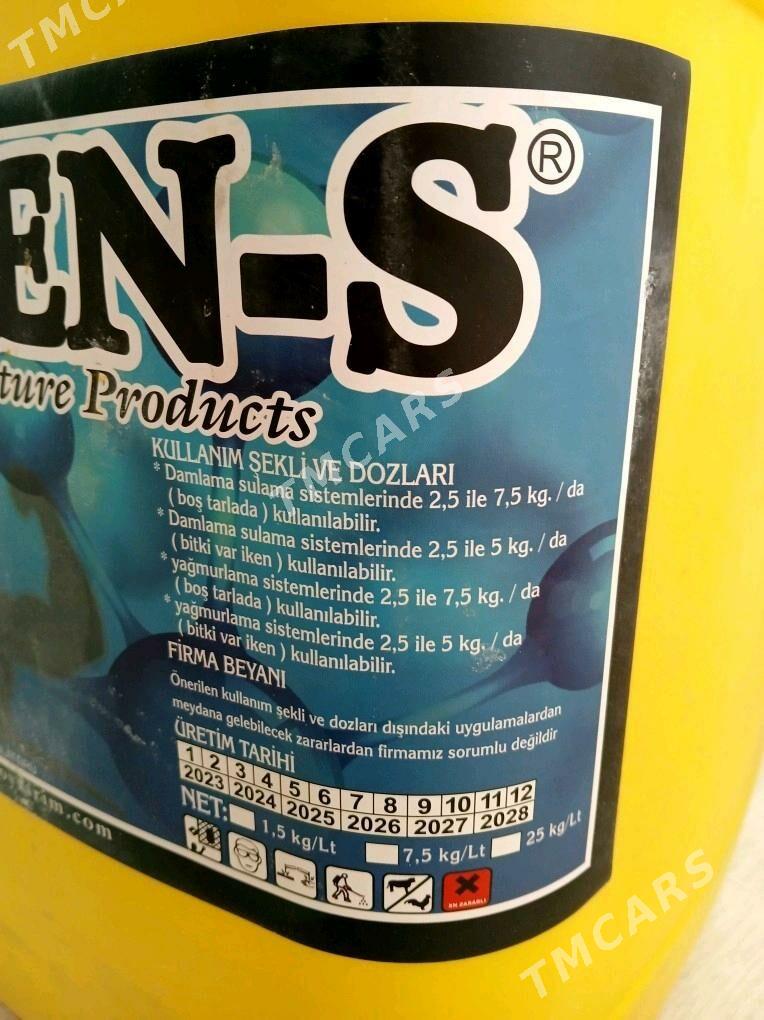 TMCARS
EN-S®
ture Products
KULLANIM ŞEKLİ VE DOZLARI
* Damlama sulama sistemlerinde 2,5 ile 7,5 kg. / da
( boş tarlada ) kullanılabilir.
* Damlama sulama sistemlerinde 2,5 ile 5 kg. / da
( bitki var iken ) kullanılabilir.
* yağmurlama sistemlerinde 2,5 ile 7,5 kg. / da
( boş tarlada ) kullanılabilir.
* yağmurlama sistemlerinde 2,5 ile 5 kg. / da
( bitki var iken ) kullanılabilir.
TMCARS
FİRMA BEYANI
Önerilen kullanım şekli ve dozları dışındaki uygulamalardan
meydana gelebilecek zararlardan firmamız sorumlu değildir
ÜRETİM TARİHİ
1 2 3 4 5 6 7 8 9 10 11 12
2023 2024 2025 2026 2027 2028
NET: 1,5 kg/Lt 7,5 kg/Lt 25 kg/Lt
.com
TMCARS